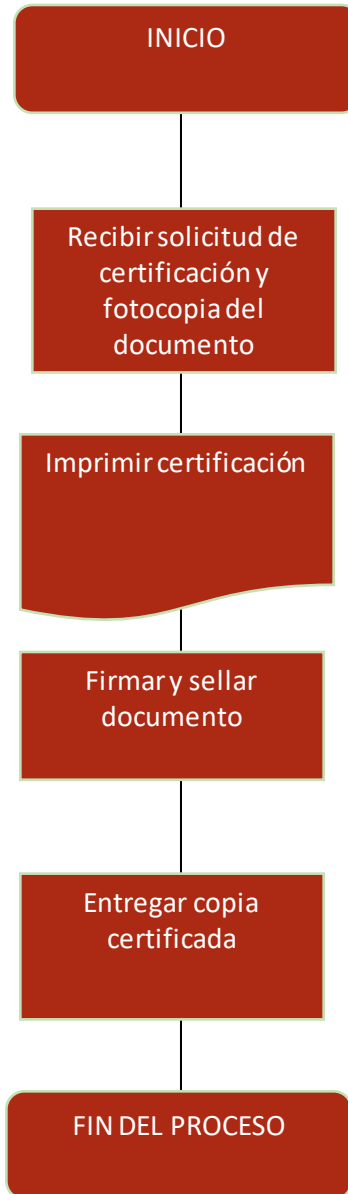 INICIO
Recibir solicitud de
certificación y
fotocopia del
documento
Imprimir certificación
Firmar y sellar
documento
Entregar copia
certificada
FIN DEL PROCESO